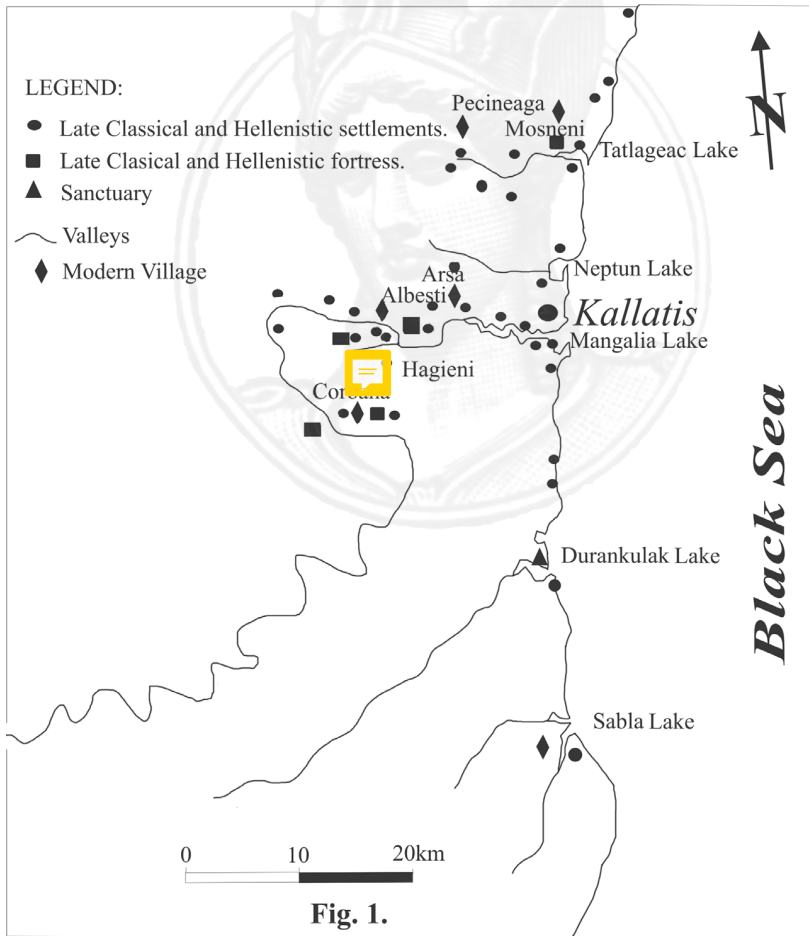 LEGEND:
Late Classical and Hellenistic settlements.
Late Clasical and Hellenistic fortress.
Sanctuary
Valleys
Modern Village
N
Pecineaga
Mosneni
Tatlageac Lake
Neptun Lake
Arsa
Albesti
Kallatis
Mangalia Lake
Hagieni
Black Sea
Durankulak Lake
Sabla Lake
0 10 20km
Fig. 1.